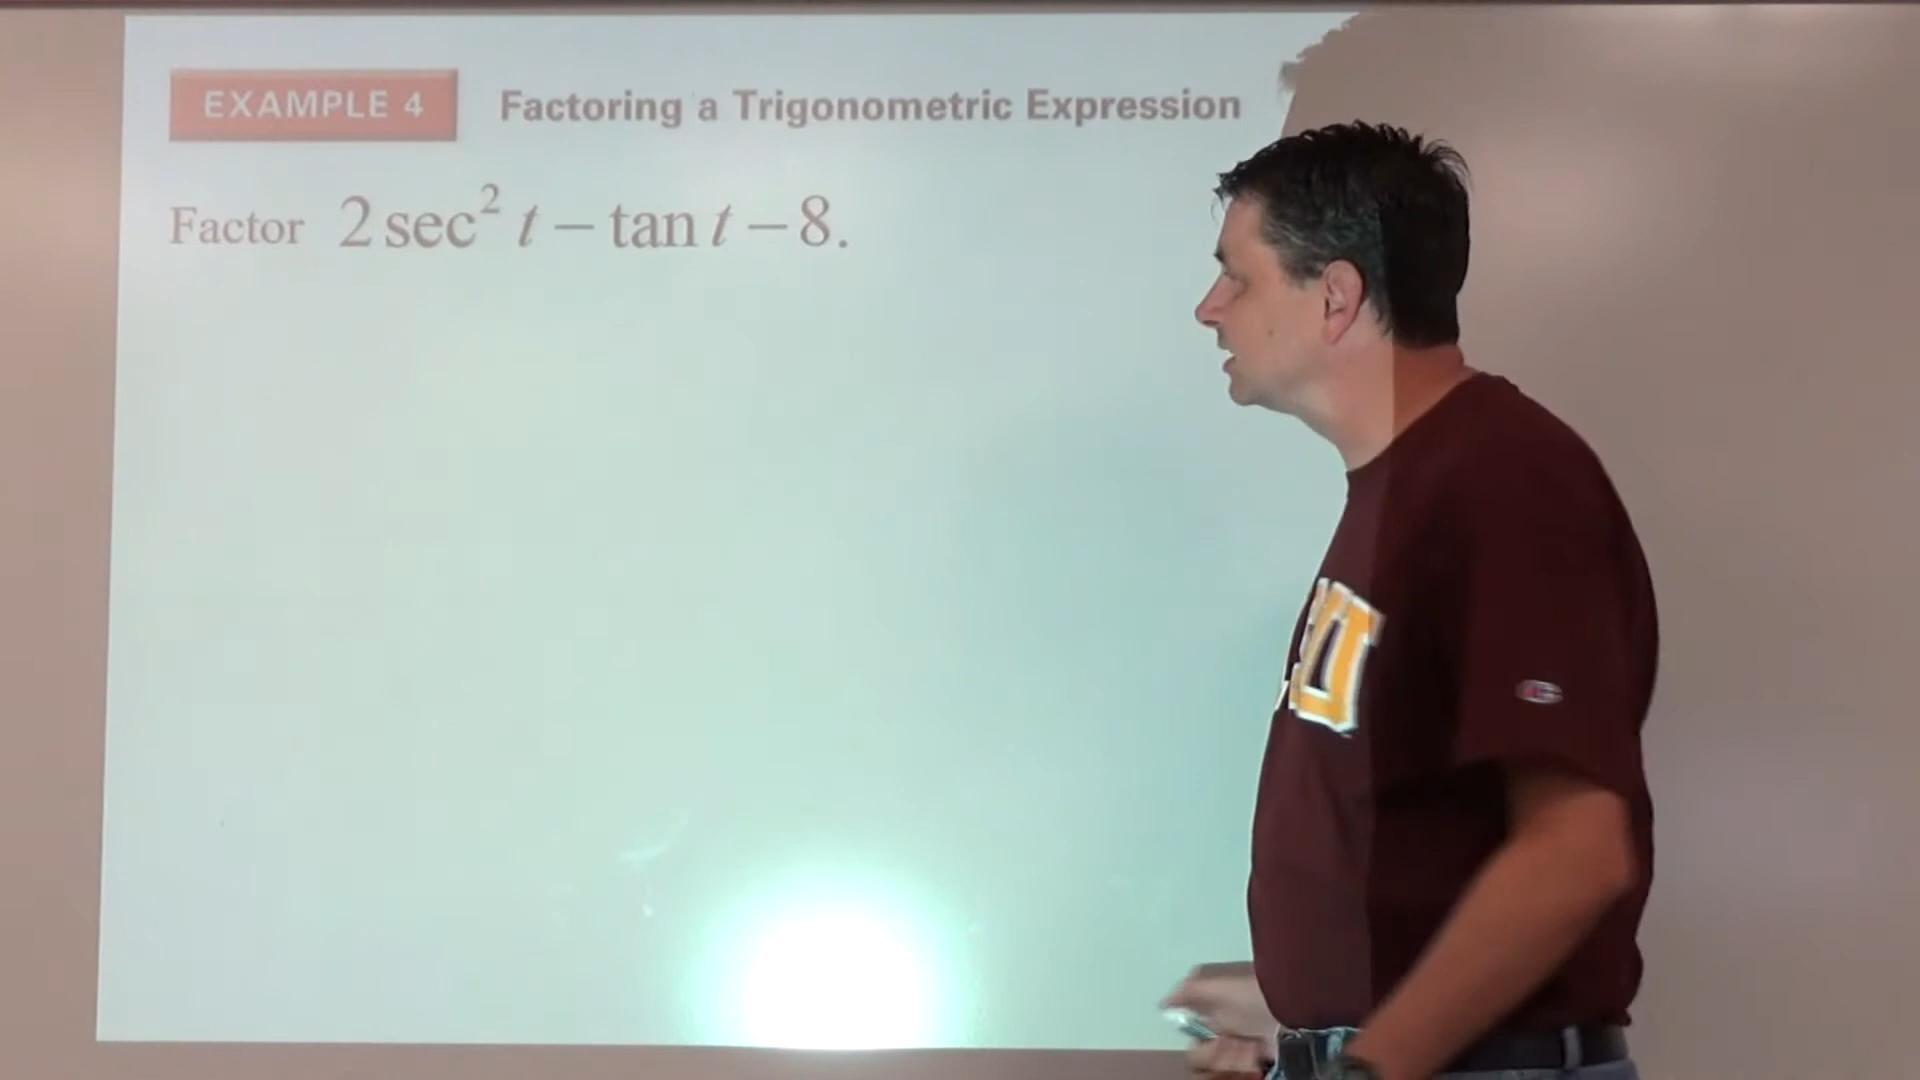 EXAMPLE 4 Factoring a Trigonometric Expression
Factor 2 sec² t – tan t – 8.